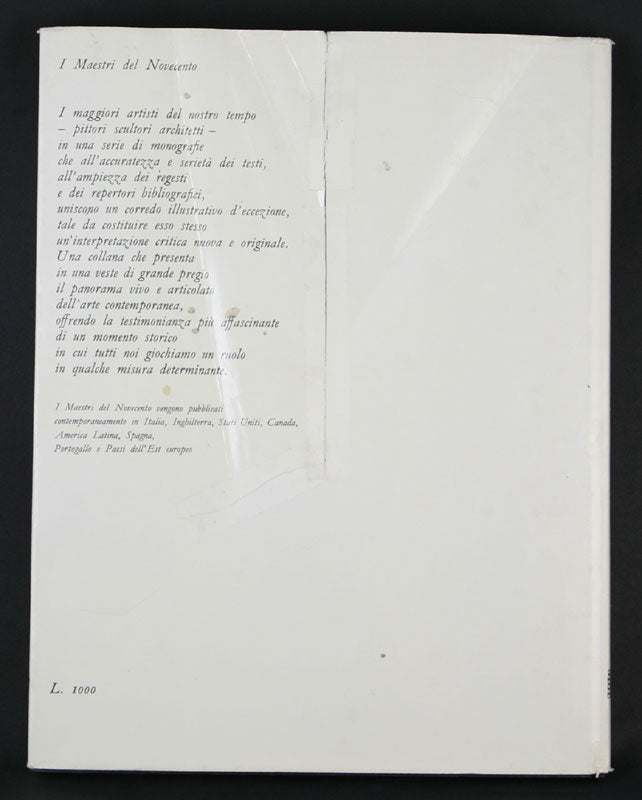 I Maestri del Novecento
I maggiori artisti del nostro tempo
– pittori scultori architetti –
in una serie di monografie
che all'accuratezza e serietà dei testi,
all'ampiezza dei regesti
e dei repertori bibliografici,
uniscono un corredo illustrativo d'eccezione,
tale da costituire esso stesso
un'interpretazione critica nuova e originale.
Una collana che presenta
in una veste di grande pregio
il panorama vivo e articolato
dell'arte contemporanea,
offrendo la testimonianza più affascinante
di un momento storico
in cui tutti noi giochiamo un ruolo
in qualche misura determinante.
I Maestri del Novecento vengono pubblicati
contemporaneamente in Italia, Inghilterra, Stati Uniti, Canada,
America Latina, Spagna,
Portogallo e Paesi dell'Est europeo
L. 1000